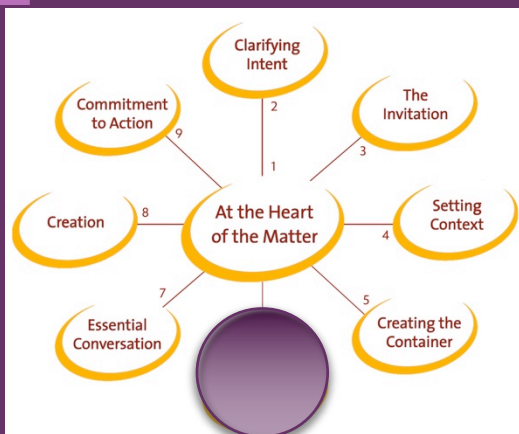 Clarifying
Intent
2
The
Invitation
3
Commitment
to Action
9
1
At the Heart
of the Matter
Setting
Context
4
Creation
8
7
5
Essential
Conversation
Creating the
Container